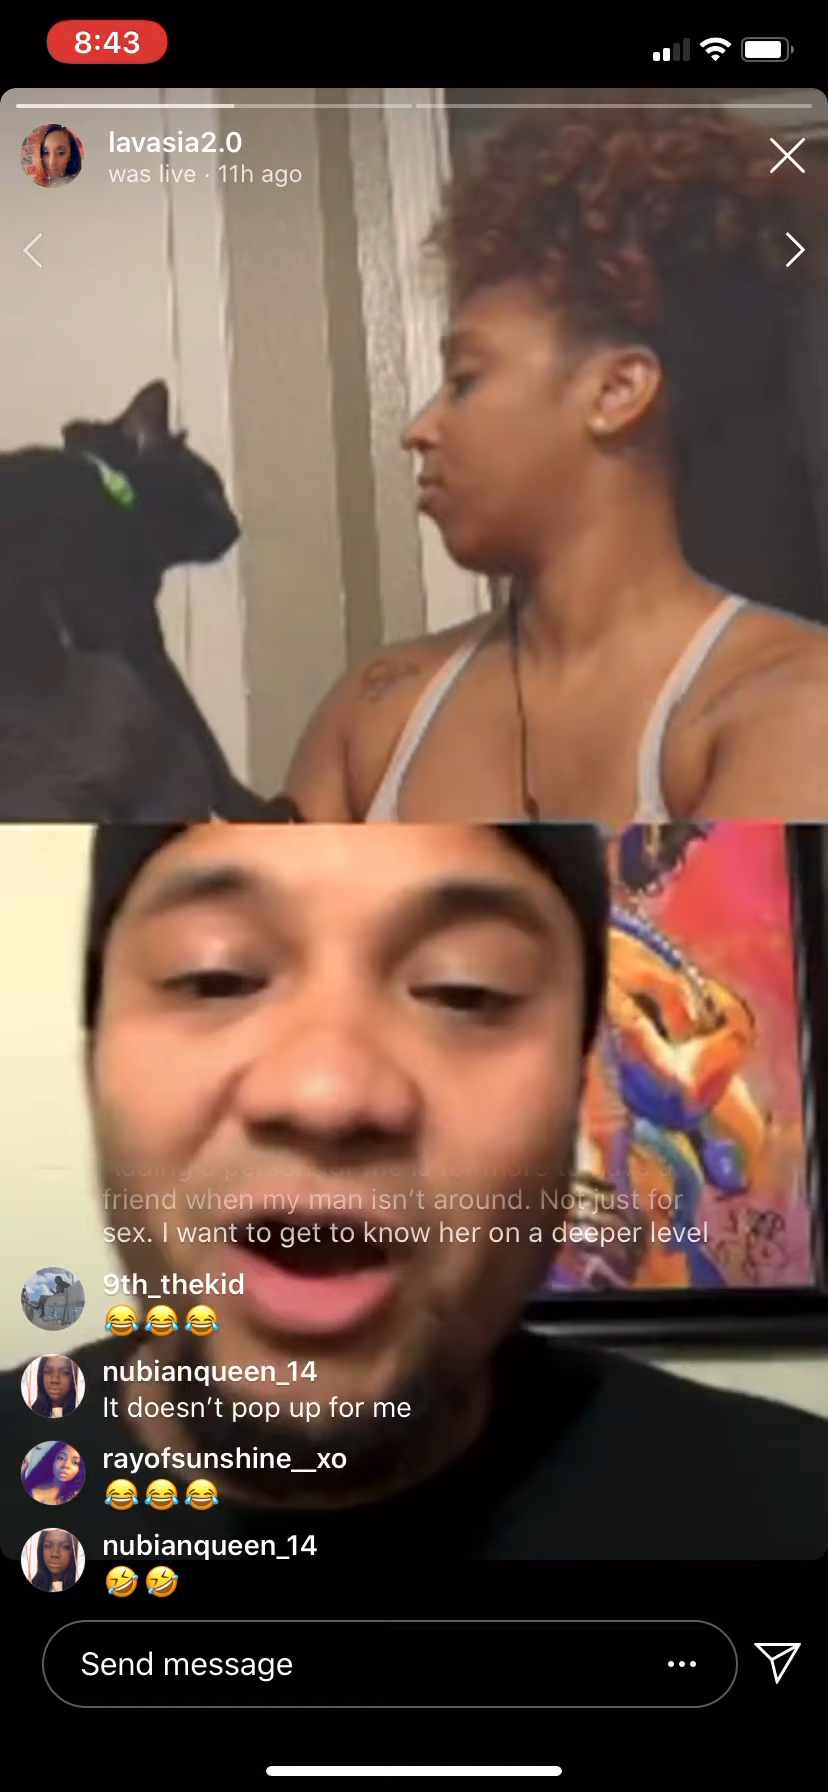 8:43
lavasia2.0
was live · 11h ago
friend when my man isn't around. Not just for
sex. I want to get to know her on a deeper level
9th_thekid
😂😂😂
nubianqueen_14
It doesn't pop up for me
rayofsunshine__xo
😂😂😂
nubianqueen_14
🤣🤣
Send message